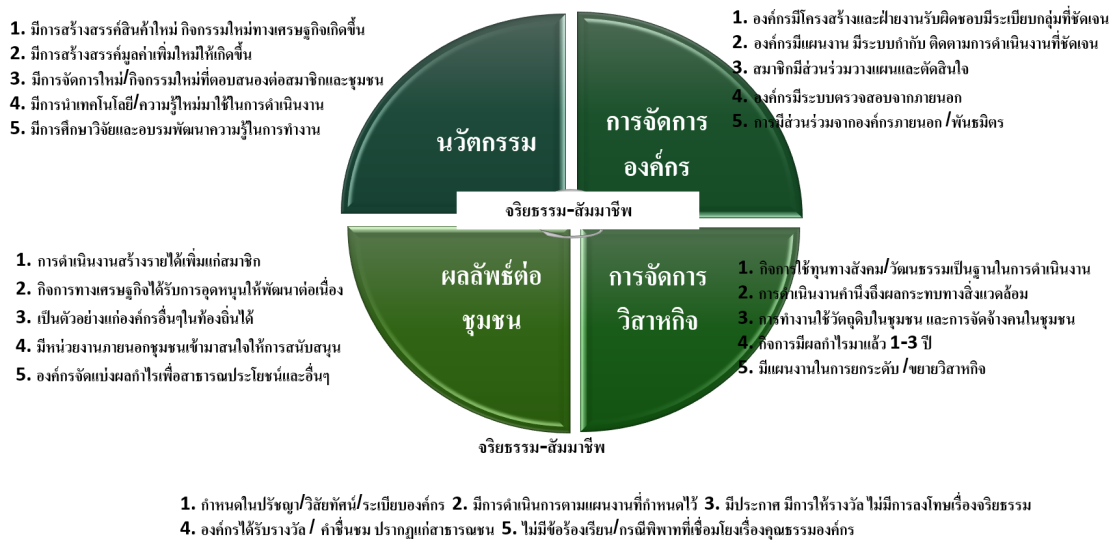 1. มีการสร้างสรรค์สินค้าใหม่ กิจกรรมใหม่ทางเศรษฐกิจเกิดขึ้น
2. มีการสร้างสรรค์มูลค่าเพิ่มใหม่ให้เกิดขึ้น
3. มีการจัดการใหม่/กิจกรรมใหม่ที่ตอบสนองต่อสมาชิกและชุมชน
4. มีการนำเทคโนโลยี/ความรู้ใหม่มาใช้ในการดำเนินงาน
5. มีการศึกษาวิจัยและอบรมพัฒนาความรู้ในการทำงาน
นวัตกรรม
1. องค์กรมีโครงสร้างและฝ่ายงานรับผิดชอบมีระเบียบกลุ่มที่ชัดเจน
2. องค์กรมีแผนงาน มีระบบกำกับ ติดตามการดำเนินงานที่ชัดเจน
3. สมาชิกมีส่วนร่วมวางแผนและตัดสินใจ
4. องค์กรมีระบบตรวจสอบจากภายนอก
5. การมีส่วนร่วมจากองค์กรภายนอก /พันธมิตร
การจัดการ
องค์กร
จริยธรรม-สัมมาชีพ
1. การดำเนินงานสร้างรายได้เพิ่มแก่สมาชิก
2. กิจการทางเศรษฐกิจได้รับการอุดหนุนให้พัฒนาต่อเนื่อง
3. เป็นตัวอย่างแก่องค์กรอื่นๆในท้องถิ่นได้
4. มีหน่วยงานภายนอกชุมชนเข้ามาสนใจให้การสนับสนุน
5. องค์กรจัดแบ่งผลกำไรเพื่อสาธารณประโยชน์และอื่นๆ
ผลลัพธ์ต่อ
ชุมชน
การจัดการ
วิสาหกิจ
1. กิจการใช้ทุนทางสังคม/วัฒนธรรมเป็นฐานในการดำเนินงาน
2. การดำเนินงานคำนึงถึงผลกระทบทางสิ่งแวดล้อม
3. การทำงานใช้วัตถุดิบในชุมชน และการจัดจ้างคนในชุมชน
4. กิจการมีผลกำไรมาแล้ว 1-3 ปี
5. มีแผนงานในการยกระดับ /ขยายวิสาหกิจ
จริยธรรม-สัมมาชีพ
1. กำหนดในปรัชญา/วิสัยทัศน์/ระเบียบองค์กร 2. มีการดำเนินการตามแผนงานที่กำหนดไว้ 3. มีประกาศ มีการให้รางวัล ไม่มีการลงโทษเรื่องจริยธรรม
4. องค์กรได้รับรางวัล / คำชื่นชม ปรากฏแก่สาธารณชน 5. ไม่มีข้อร้องเรียน/กรณีพิพาทที่เชื่อมโยงเรื่องคุณธรรมองค์กร